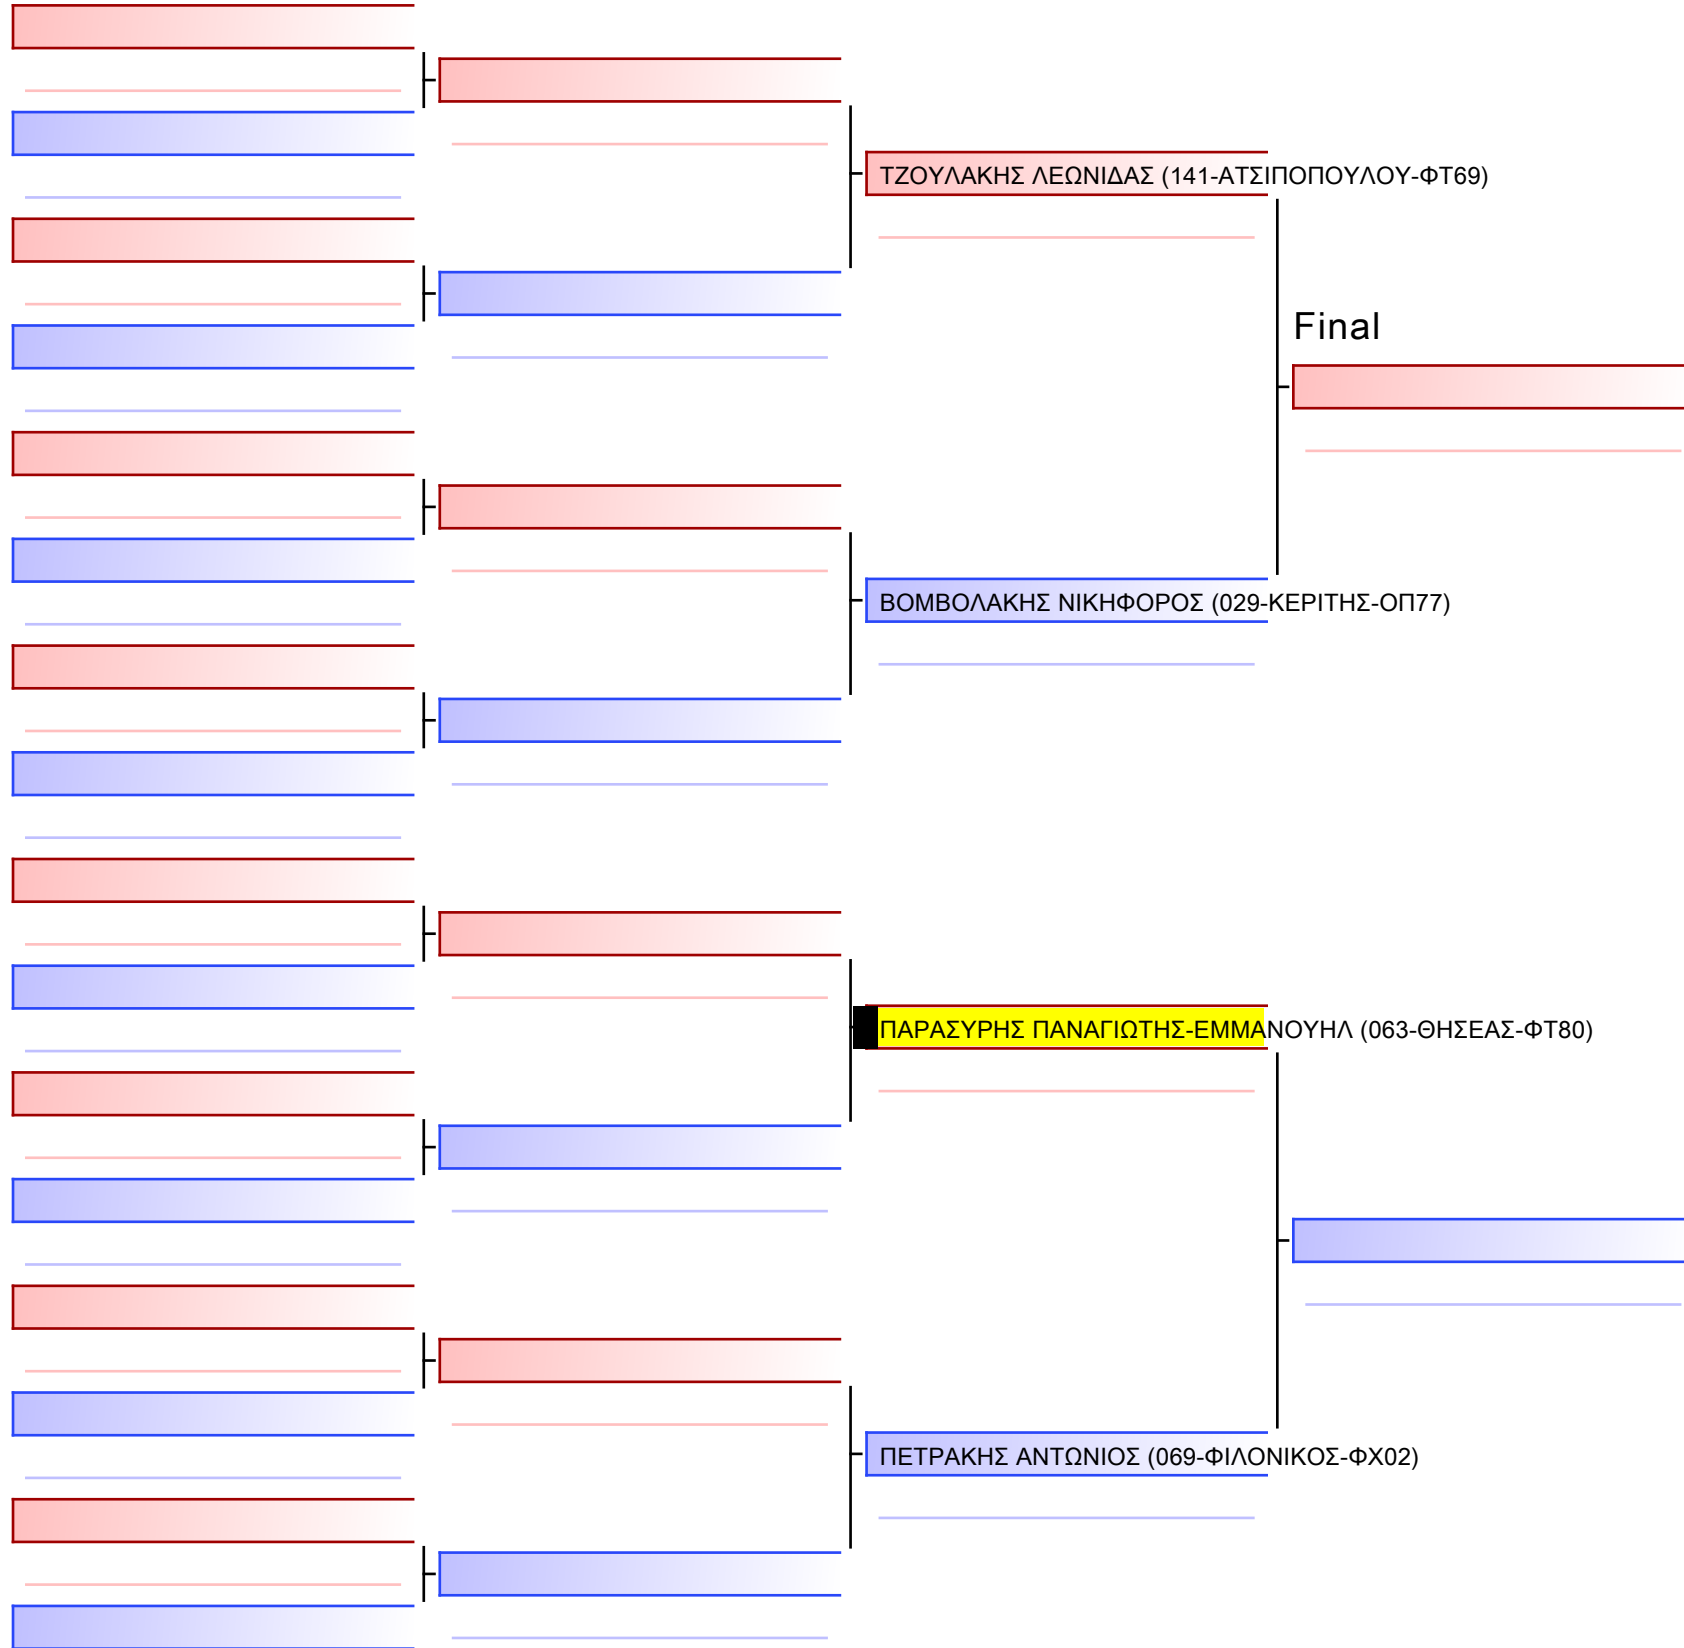 ΤΖΟΥΛΑΚΗΣ ΛΕΩΝΙΔΑΣ (141-ΑΤΣΙΠΟΠΟΥΛΟΥ-ΦΤ69)
Final
ΒΟΜΒΟΛΑΚΗΣ ΝΙΚΗΦΟΡΟΣ (029-ΚΕΡΙΤΗΣ-ΟΠ77)
ΠΑΡΑΣΥΡΗΣ ΠΑΝΑΓΙΩΤΗΣ-ΕΜΜΑΝΟΥΗΛ (063-ΘΗΣΕΑΣ-ΦΤ80)
ΠΕΤΡΑΚΗΣ ΑΝΤΩΝΙΟΣ (069-ΦΙΛΟΝΙΚΟΣ-ΦΧ02)